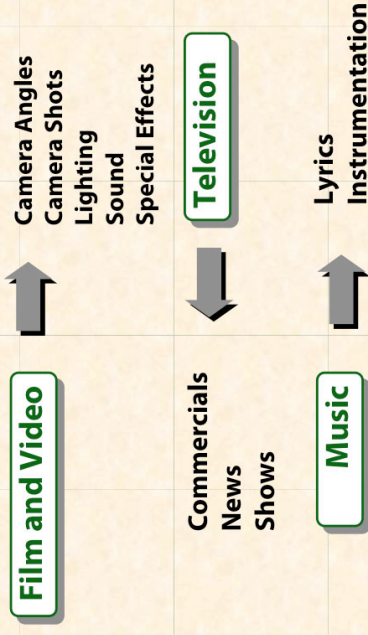 Film and Video
Camera Angles
Camera Shots
Lighting
Sound
Special Effects
Television
Commercials
News
Shows
Music
Lyrics
Instrumentation